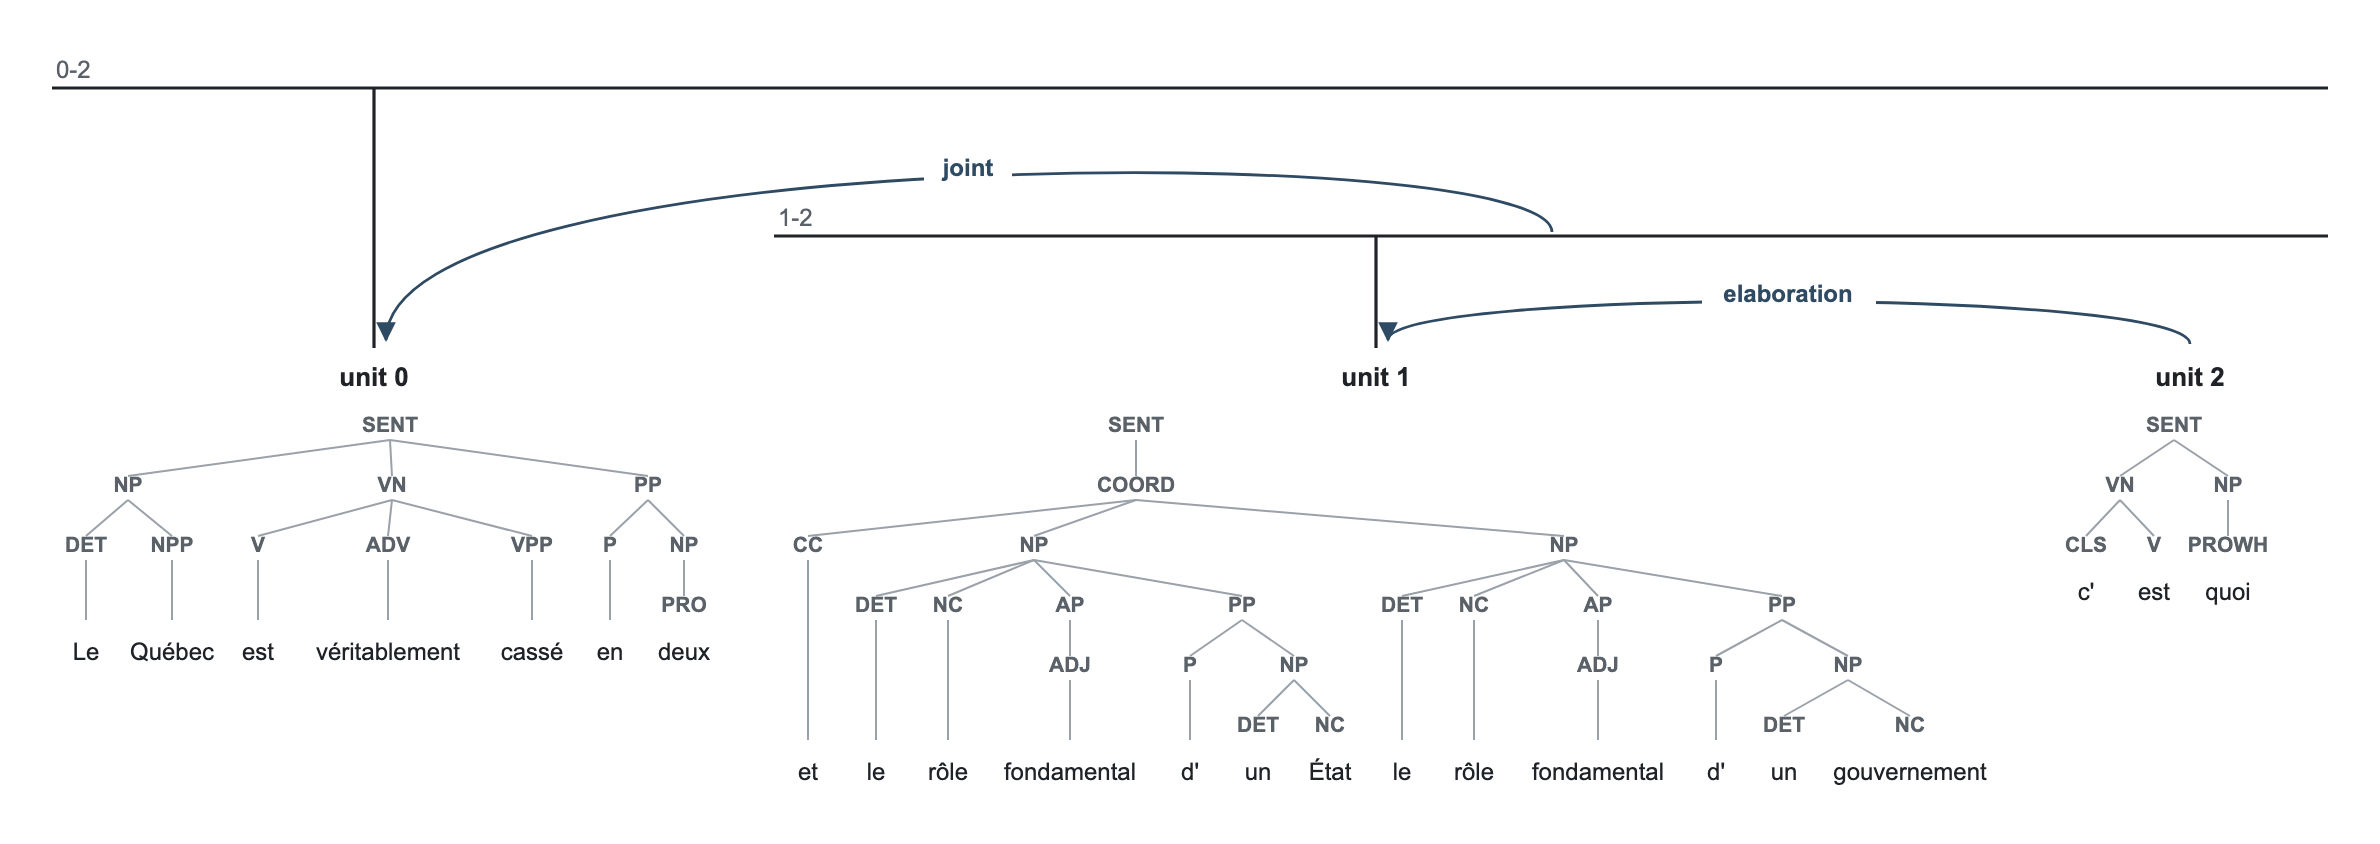 0-2
joint
1-2
elaboration
unit 0 unit 1 unit 2
SENT SENT SENT
NP VN PP COORD VN NP
DET NPP V ADV VPP P NP CC NP NP CLS V PROWH
c' est quoi
PRO DET NC AP PP DET NC AP PP
Le Québec est véritablement cassé en deux
ADJ P NP ADJ P NP
DET NC DET NC
et le rôle fondamental d' un État le rôle fondamental d' un gouvernement